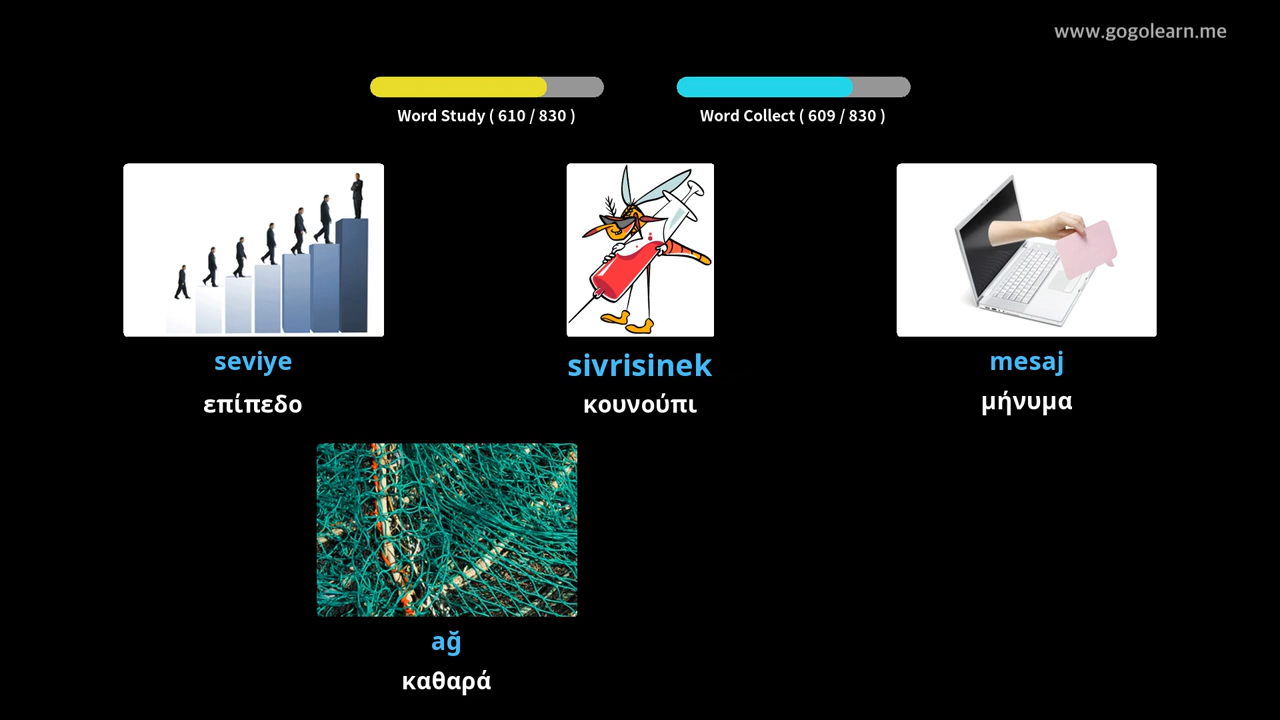 www.gogolearn.me
Word Study ( 610 / 830 )
Word Collect ( 609 / 830 )
seviye
επίπεδο
sivrisinek
κουνούπι
mesaj
μήνυμα
ağ
καθαρά